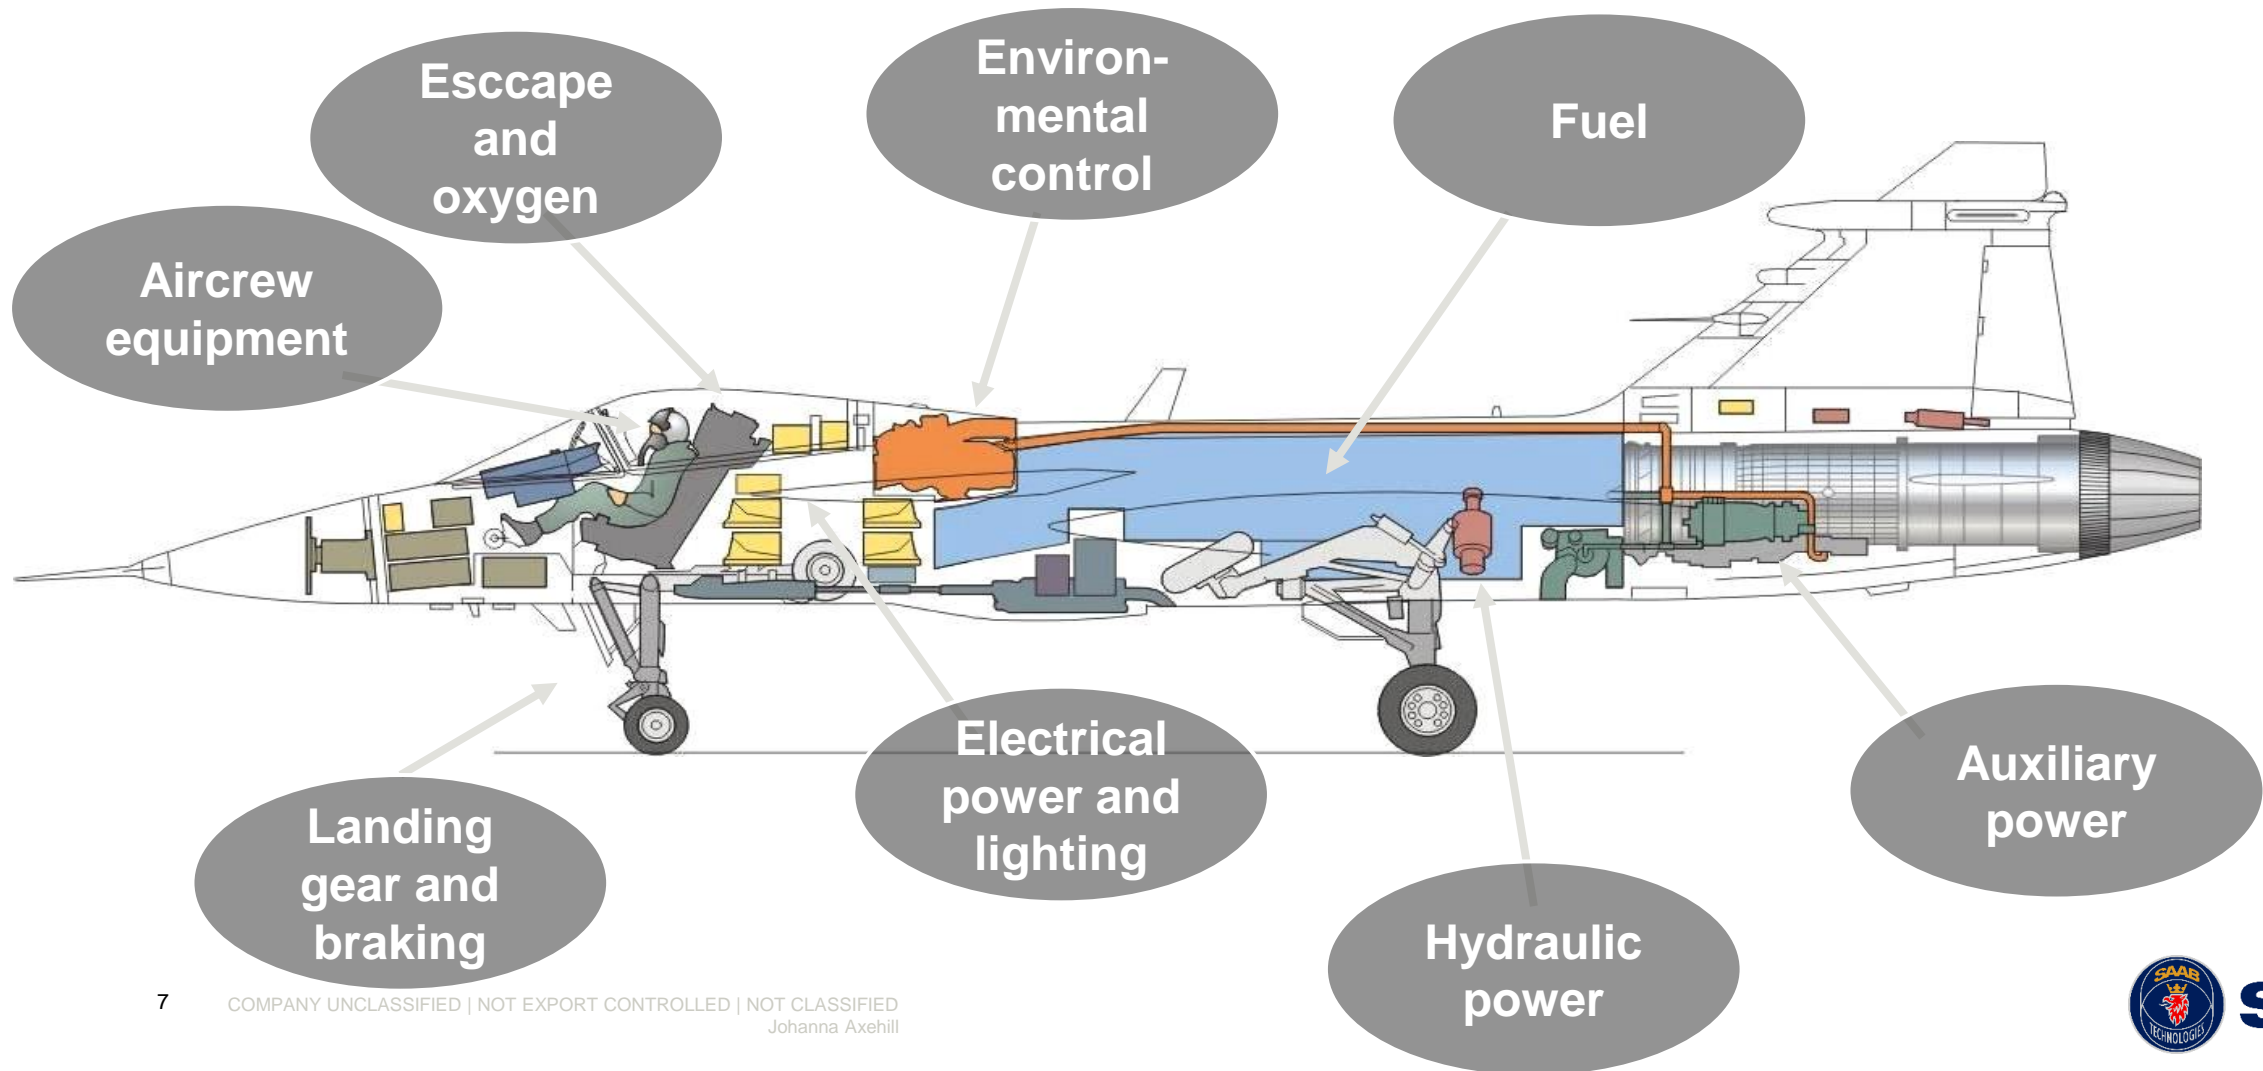 Esccape
and
oxygen
Environ-
mental
control
Fuel
Aircrew
equipment
Landing
gear and
braking
Electrical
power and
lighting
Hydraulic
power
Auxiliary
power
7
COMPANY UNCLASSIFIED | NOT EXPORT CONTROLLED | NOT CLASSIFIED
Johanna Axehill
SAAB
TECHNOLOGIES
S